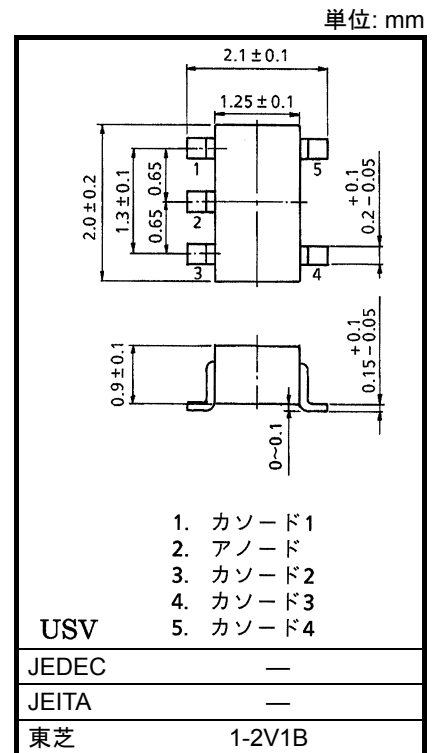 単位: mm
2.1±0.1
1.25±0.1
2.0±0.2
1.3±0.1
0.65
0.65
1
2
3
5
4
+0.1
0.2−0.05
0.9±0.1
+0.1
0.15−0.05
0~0.1
1. カソード1
2. アノード
3. カソード2
4. カソード3
USV 5. カソード4
JEDEC —
JEITA —
東芝 1-2V1B